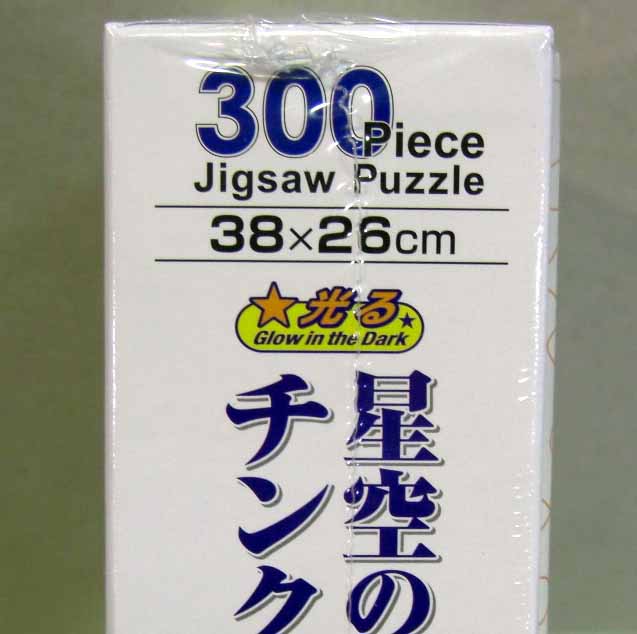 300 Piece
Jigsaw Puzzle
38×26cm
光る
Glow in the Dark
星空の
チンク